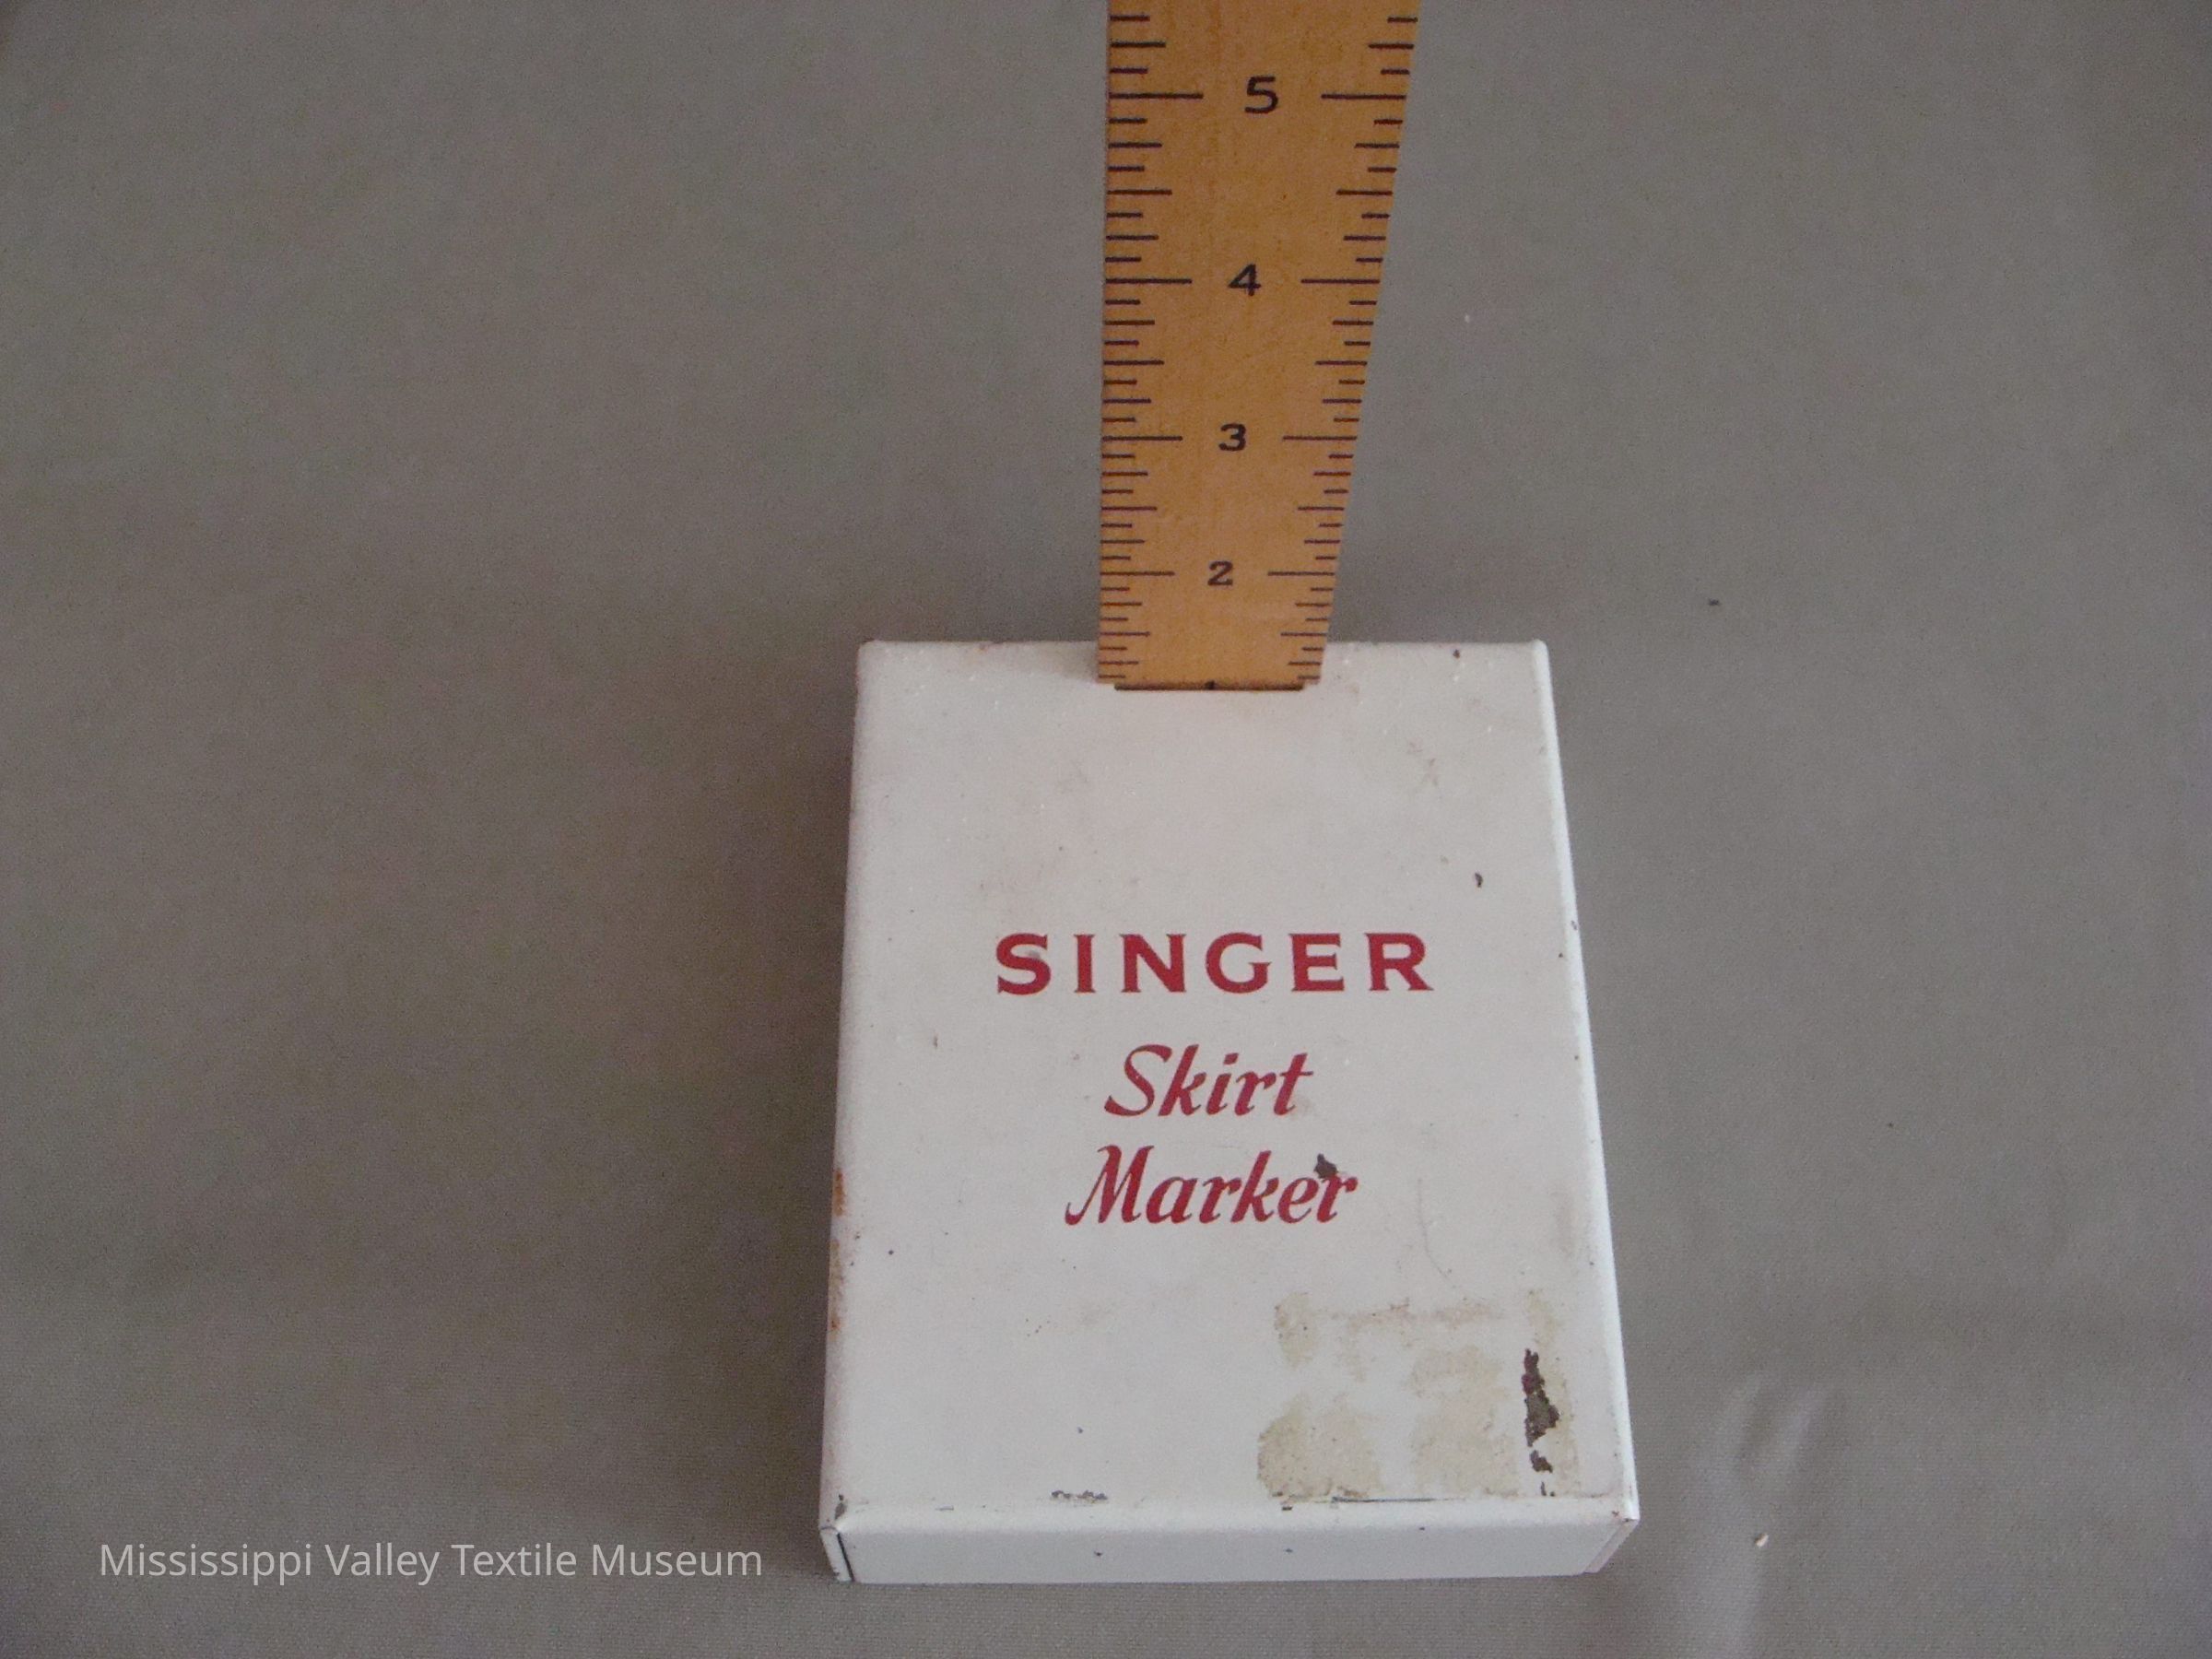 5
4
3
2
SINGER
Skirt
Marker
Mississippi Valley Textile Museum